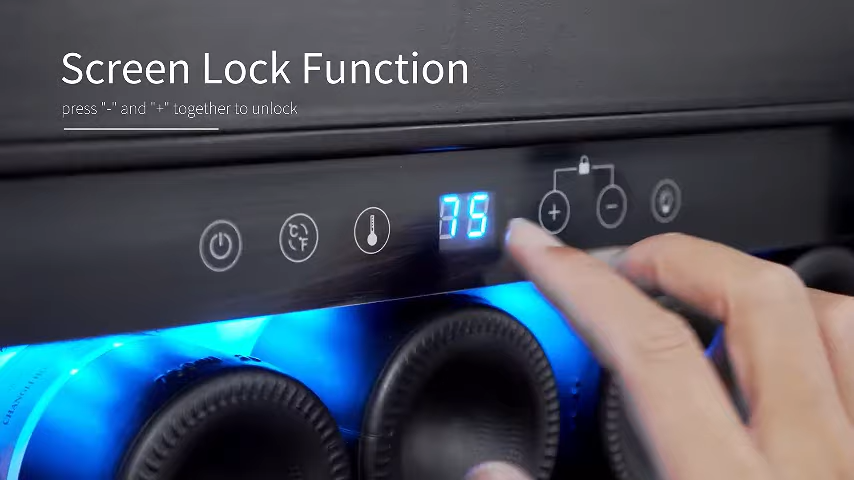 Screen Lock Function
press "-" and "+" together to unlock
°C °F 75 + −